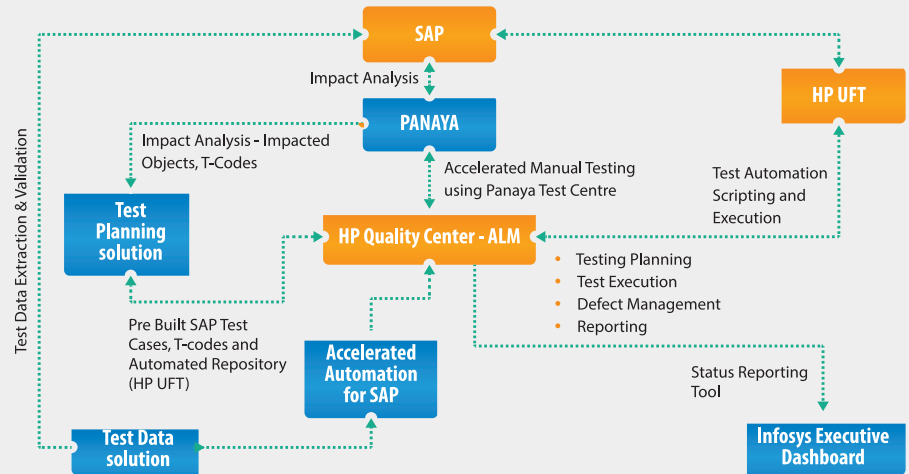 SAP
Impact Analysis
HP UFT
PANAYA
Impact Analysis - Impacted
Objects, T-Codes
Accelerated Manual Testing
using Panaya Test Centre
Test Automation
Scripting and
Execution
Test Data Extraction & Validation
Test
Planning
solution
HP Quality Center - ALM
• Testing Planning
• Test Execution
• Defect Management
• Reporting
Pre Built SAP Test
Cases, T-codes and
Automated Repository
(HP UFT)
Accelerated
Automation
for SAP
Status Reporting
Tool
Test Data
solution
Infosys Executive
Dashboard